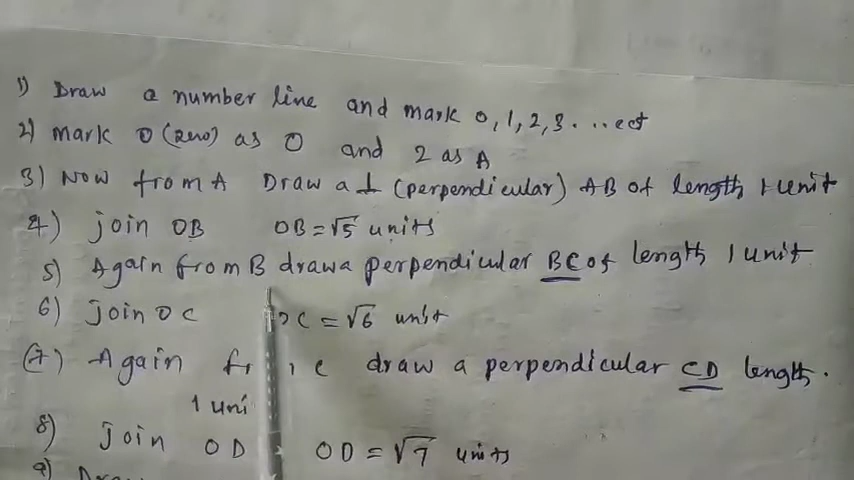 1) Draw a number line and mark 0, 1, 2, 3 . . . ect
2) Mark 0 (zero) as O and 2 as A
3) Now from A Draw a ⊥ (perpendicular) AB of length 1 unit
4) join OB OB = √5 units
5) Again from B draw a perpendicular BC of length 1 unit
6) join OC C = √6 unit
(7) Again C draw a perpendicular CD length.
1 uni
8) join OD OD = √7 units
9) Draw